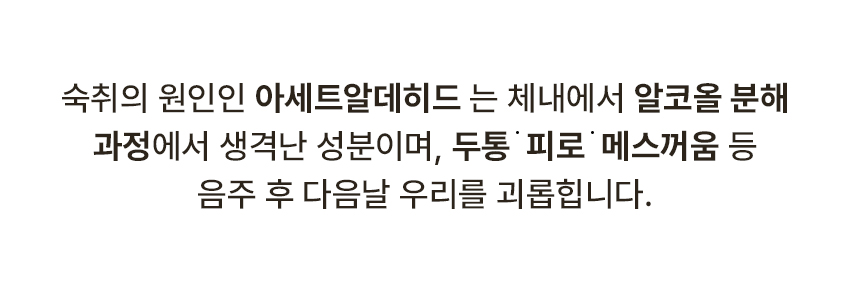 숙취의 원인인 아세트알데히드 는 체내에서 알코올 분해
과정에서 생격난 성분이며, 두통˙피로˙메스꺼움 등
음주 후 다음날 우리를 괴롭힙니다.